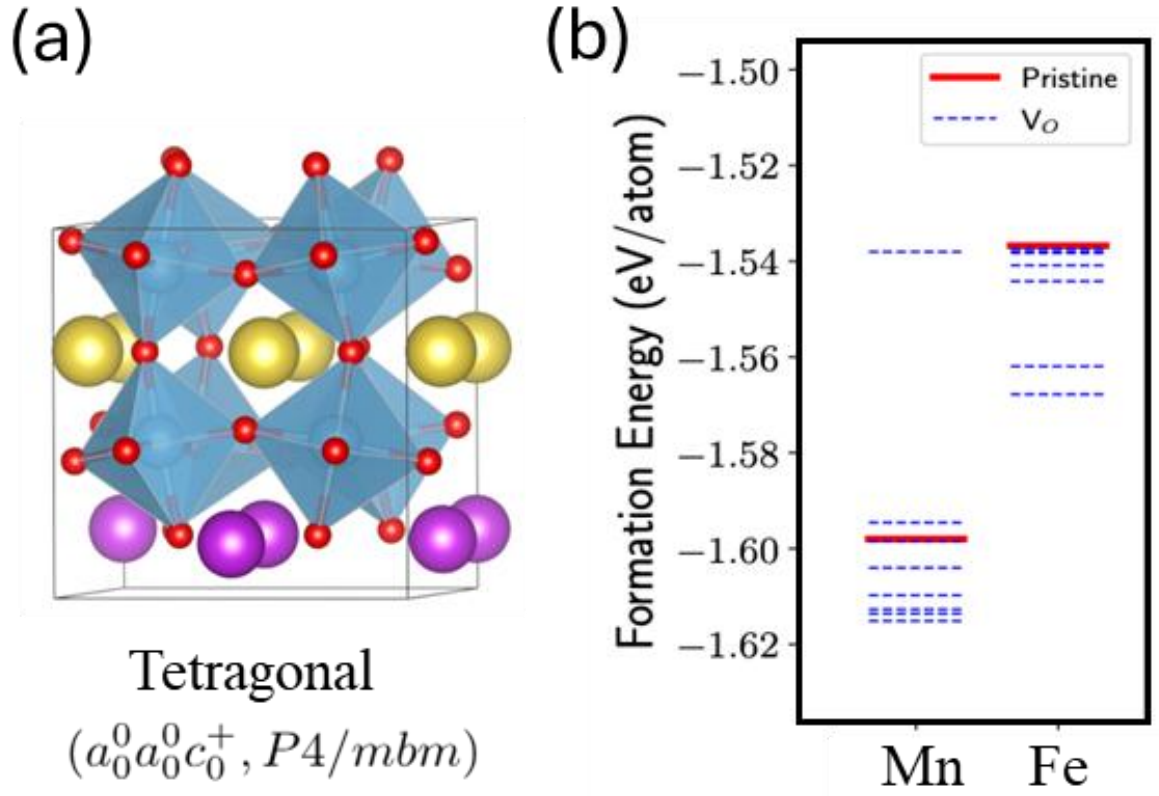 (a)
Tetragonal
(a⁰₀a⁰₀c⁺₀, P4/mbm)
(b)
Formation Energy (eV/atom)
−1.50
−1.52
−1.54
−1.56
−1.58
−1.60
−1.62
Pristine
V_O
Mn Fe